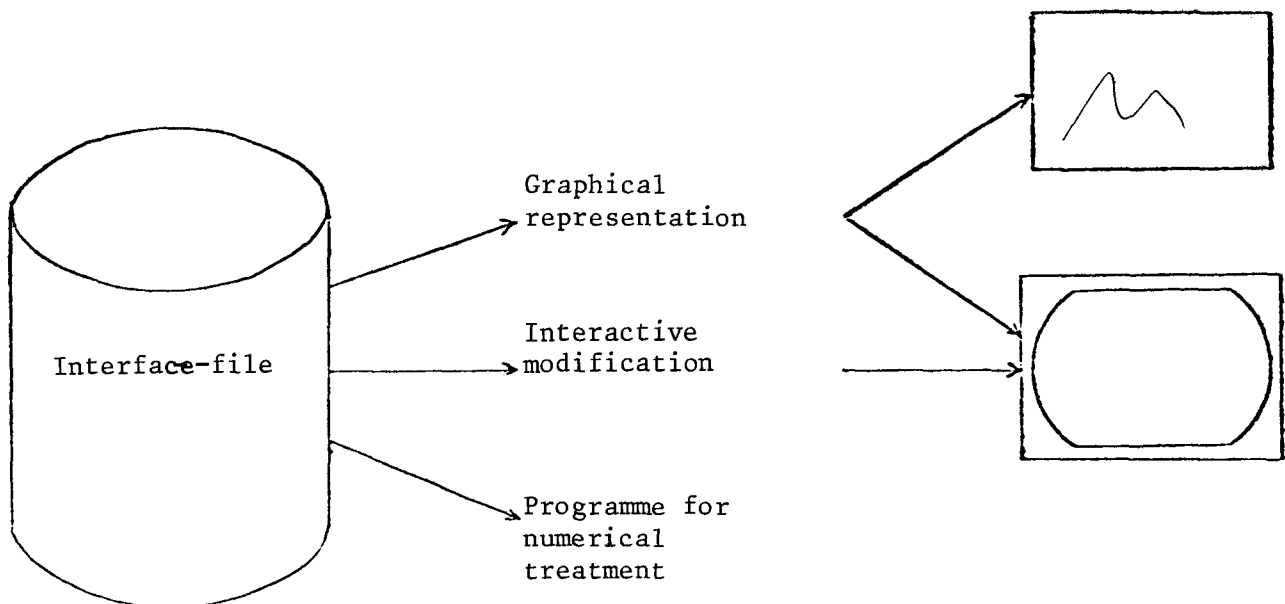 Graphical
representation
Interface-file
Interactive
modification
Programme for
numerical
treatment